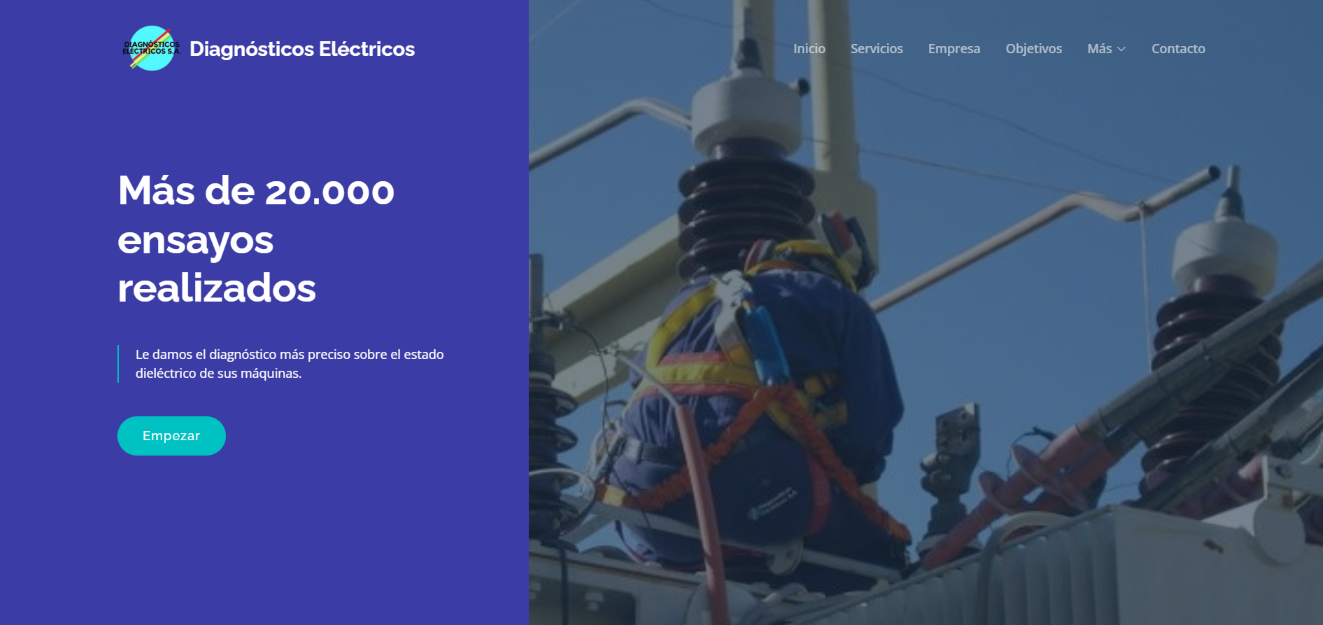 DIAGNÓSTICOS
ELÉCTRICOS S.A.
Diagnósticos Eléctricos
Inicio
Servicios
Empresa
Objetivos
Más
Contacto
Más de 20.000
ensayos
realizados
Le damos el diagnóstico más preciso sobre el estado
dieléctrico de sus máquinas.
Empezar